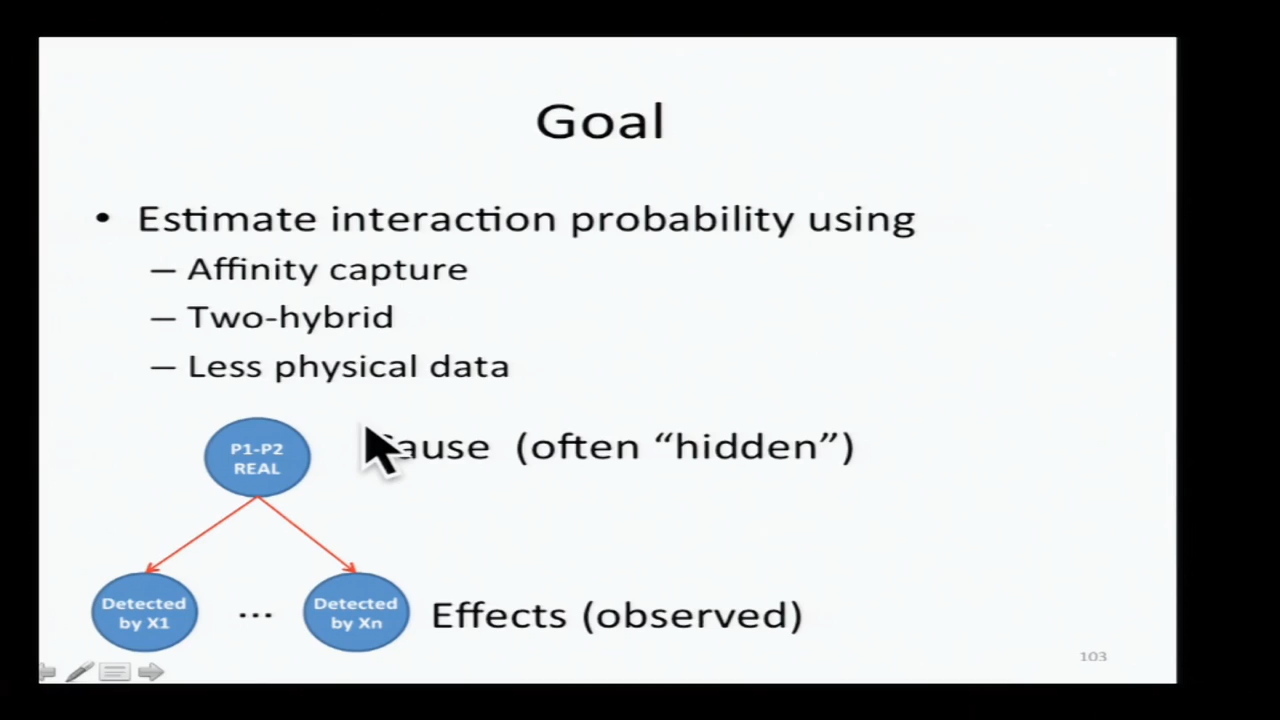 Goal
• Estimate interaction probability using
– Affinity capture
– Two-hybrid
– Less physical data
P1-P2
REAL
Cause (often “hidden”)
Detected
by X1
...
Detected
by Xn
Effects (observed)
103